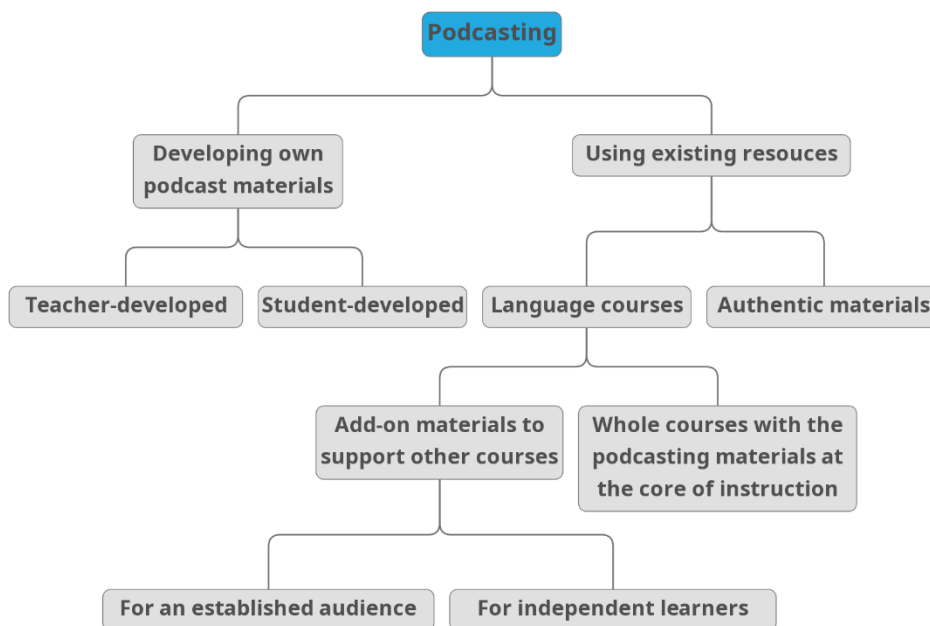 Podcasting
Developing own
podcast materials
Using existing resouces
Teacher-developed
Student-developed
Language courses
Authentic materials
Add-on materials to
support other courses
Whole courses with the
podcasting materials at
the core of instruction
For an established audience
For independent learners